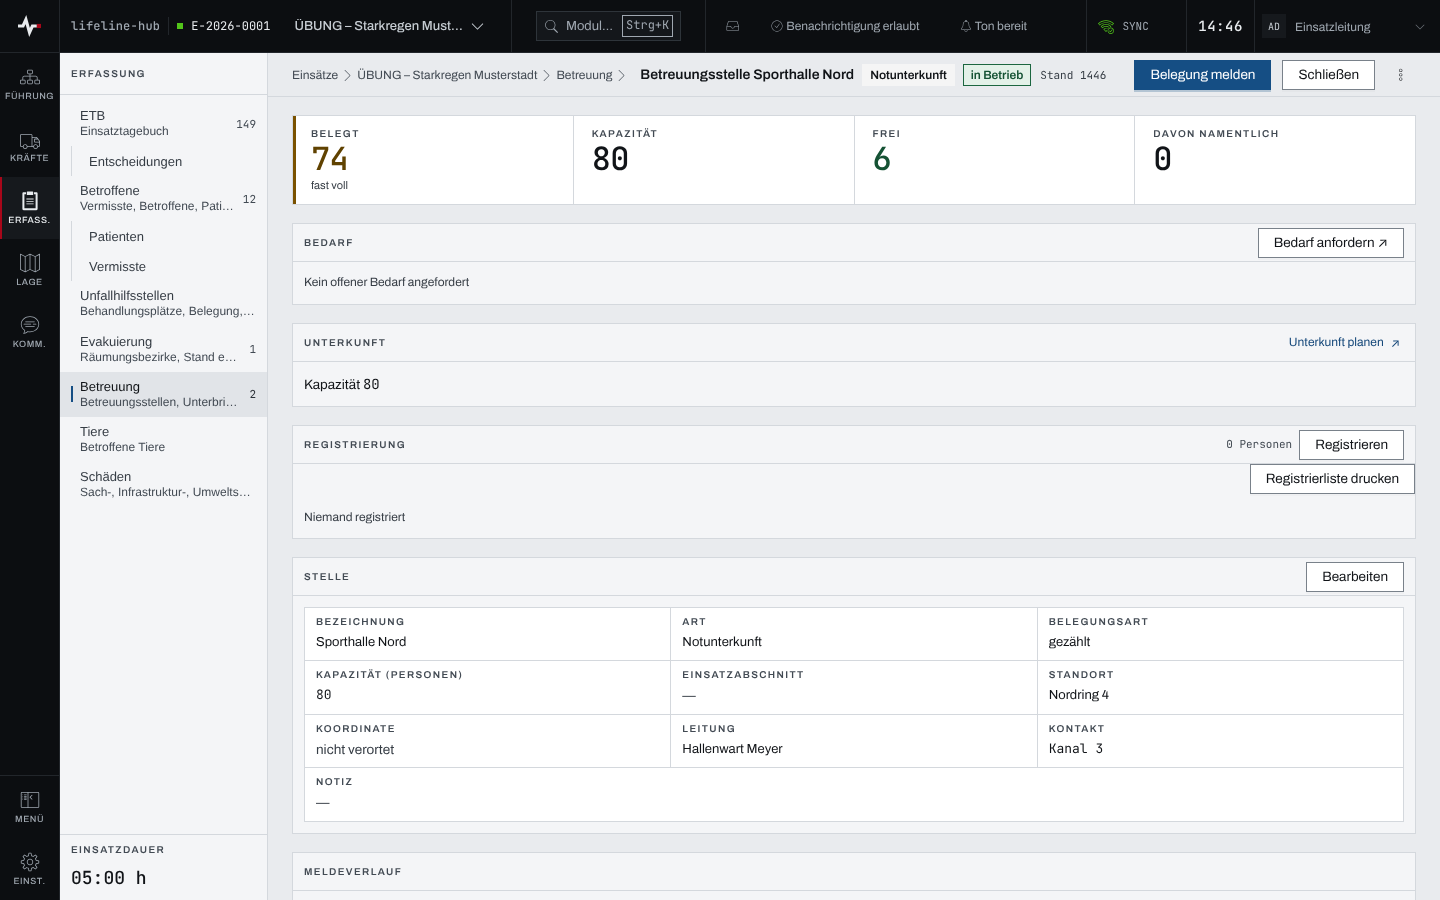 lifeline-hub E-2026-0001 ÜBUNG – Starkregen Must... Modul... Strg+K Benachrichtigung erlaubt Ton bereit SYNC 14:46 AD Einsatzleitung
FÜHRUNG
KRÄFTE
ERFASS.
LAGE
KOMM.
MENÜ
EINST.
ERFASSUNG
ETB
Einsatztagebuch
149
Entscheidungen
Betroffene
Vermisste, Betroffene, Pati...
12
Patienten
Vermisste
Unfallhilfsstellen
Behandlungsplätze, Belegung,...
Evakuierung
Räumungsbezirke, Stand e...
1
Betreuung
Betreuungsstellen, Unterbri...
2
Tiere
Betroffene Tiere
Schäden
Sach-, Infrastruktur-, Umwelts...
EINSATZDAUER
05:00 h
Einsätze ÜBUNG – Starkregen Musterstadt Betreuung Betreuungsstelle Sporthalle Nord Notunterkunft in Betrieb Stand 1446 Belegung melden Schließen
BELEGT
74
fast voll
KAPAZITÄT
80
FREI
6
DAVON NAMENTLICH
0
BEDARF
Bedarf anfordern ↗
Kein offener Bedarf angefordert
UNTERKUNFT
Unterkunft planen ↗
Kapazität 80
REGISTRIERUNG
0 Personen Registrieren
Registrierliste drucken
Niemand registriert
STELLE
Bearbeiten
BEZEICHNUNG
Sporthalle Nord
ART
Notunterkunft
BELEGUNGSART
gezählt
KAPAZITÄT (PERSONEN)
80
EINSATZABSCHNITT
—
STANDORT
Nordring 4
KOORDINATE
nicht verortet
LEITUNG
Hallenwart Meyer
KONTAKT
Kanal 3
NOTIZ
—
MELDEVERLAUF